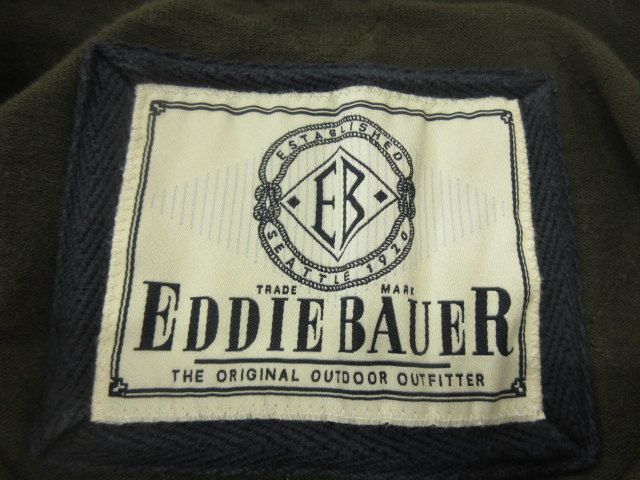 ESTABLISHED
EB
SEATTLE 1920
TRADE MARK
EDDIE BAUER
THE ORIGINAL OUTDOOR OUTFITTER